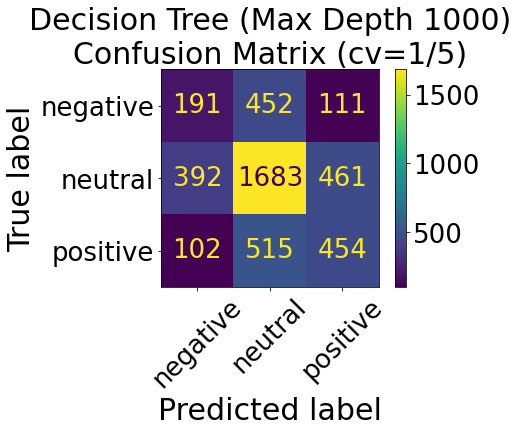 Decision Tree (Max Depth 1000)
Confusion Matrix (cv=1/5)
True label
negative 191 452 111
neutral 392 1683 461
positive 102 515 454
negative neutral positive
Predicted label
1500
1000
500